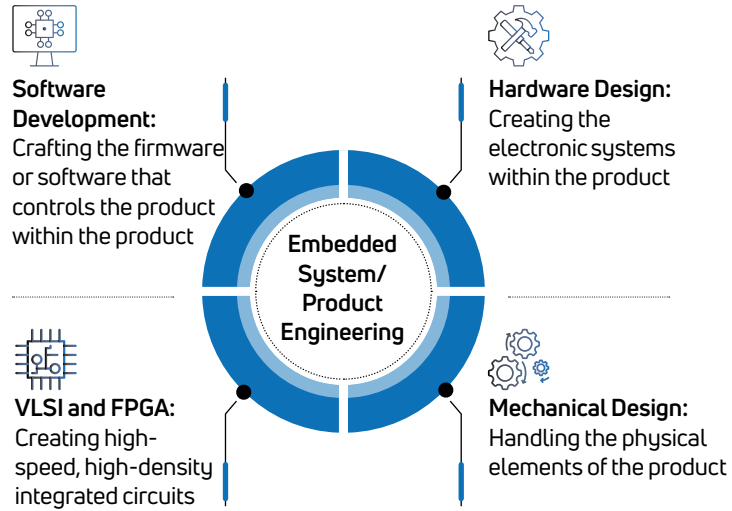 Software
Development:
Crafting the firmware
or software that
controls the product
within the product
Hardware Design:
Creating the
electronic systems
within the product
Embedded
System/
Product
Engineering
VLSI and FPGA:
Creating high-
speed, high-density
integrated circuits
Mechanical Design:
Handling the physical
elements of the product